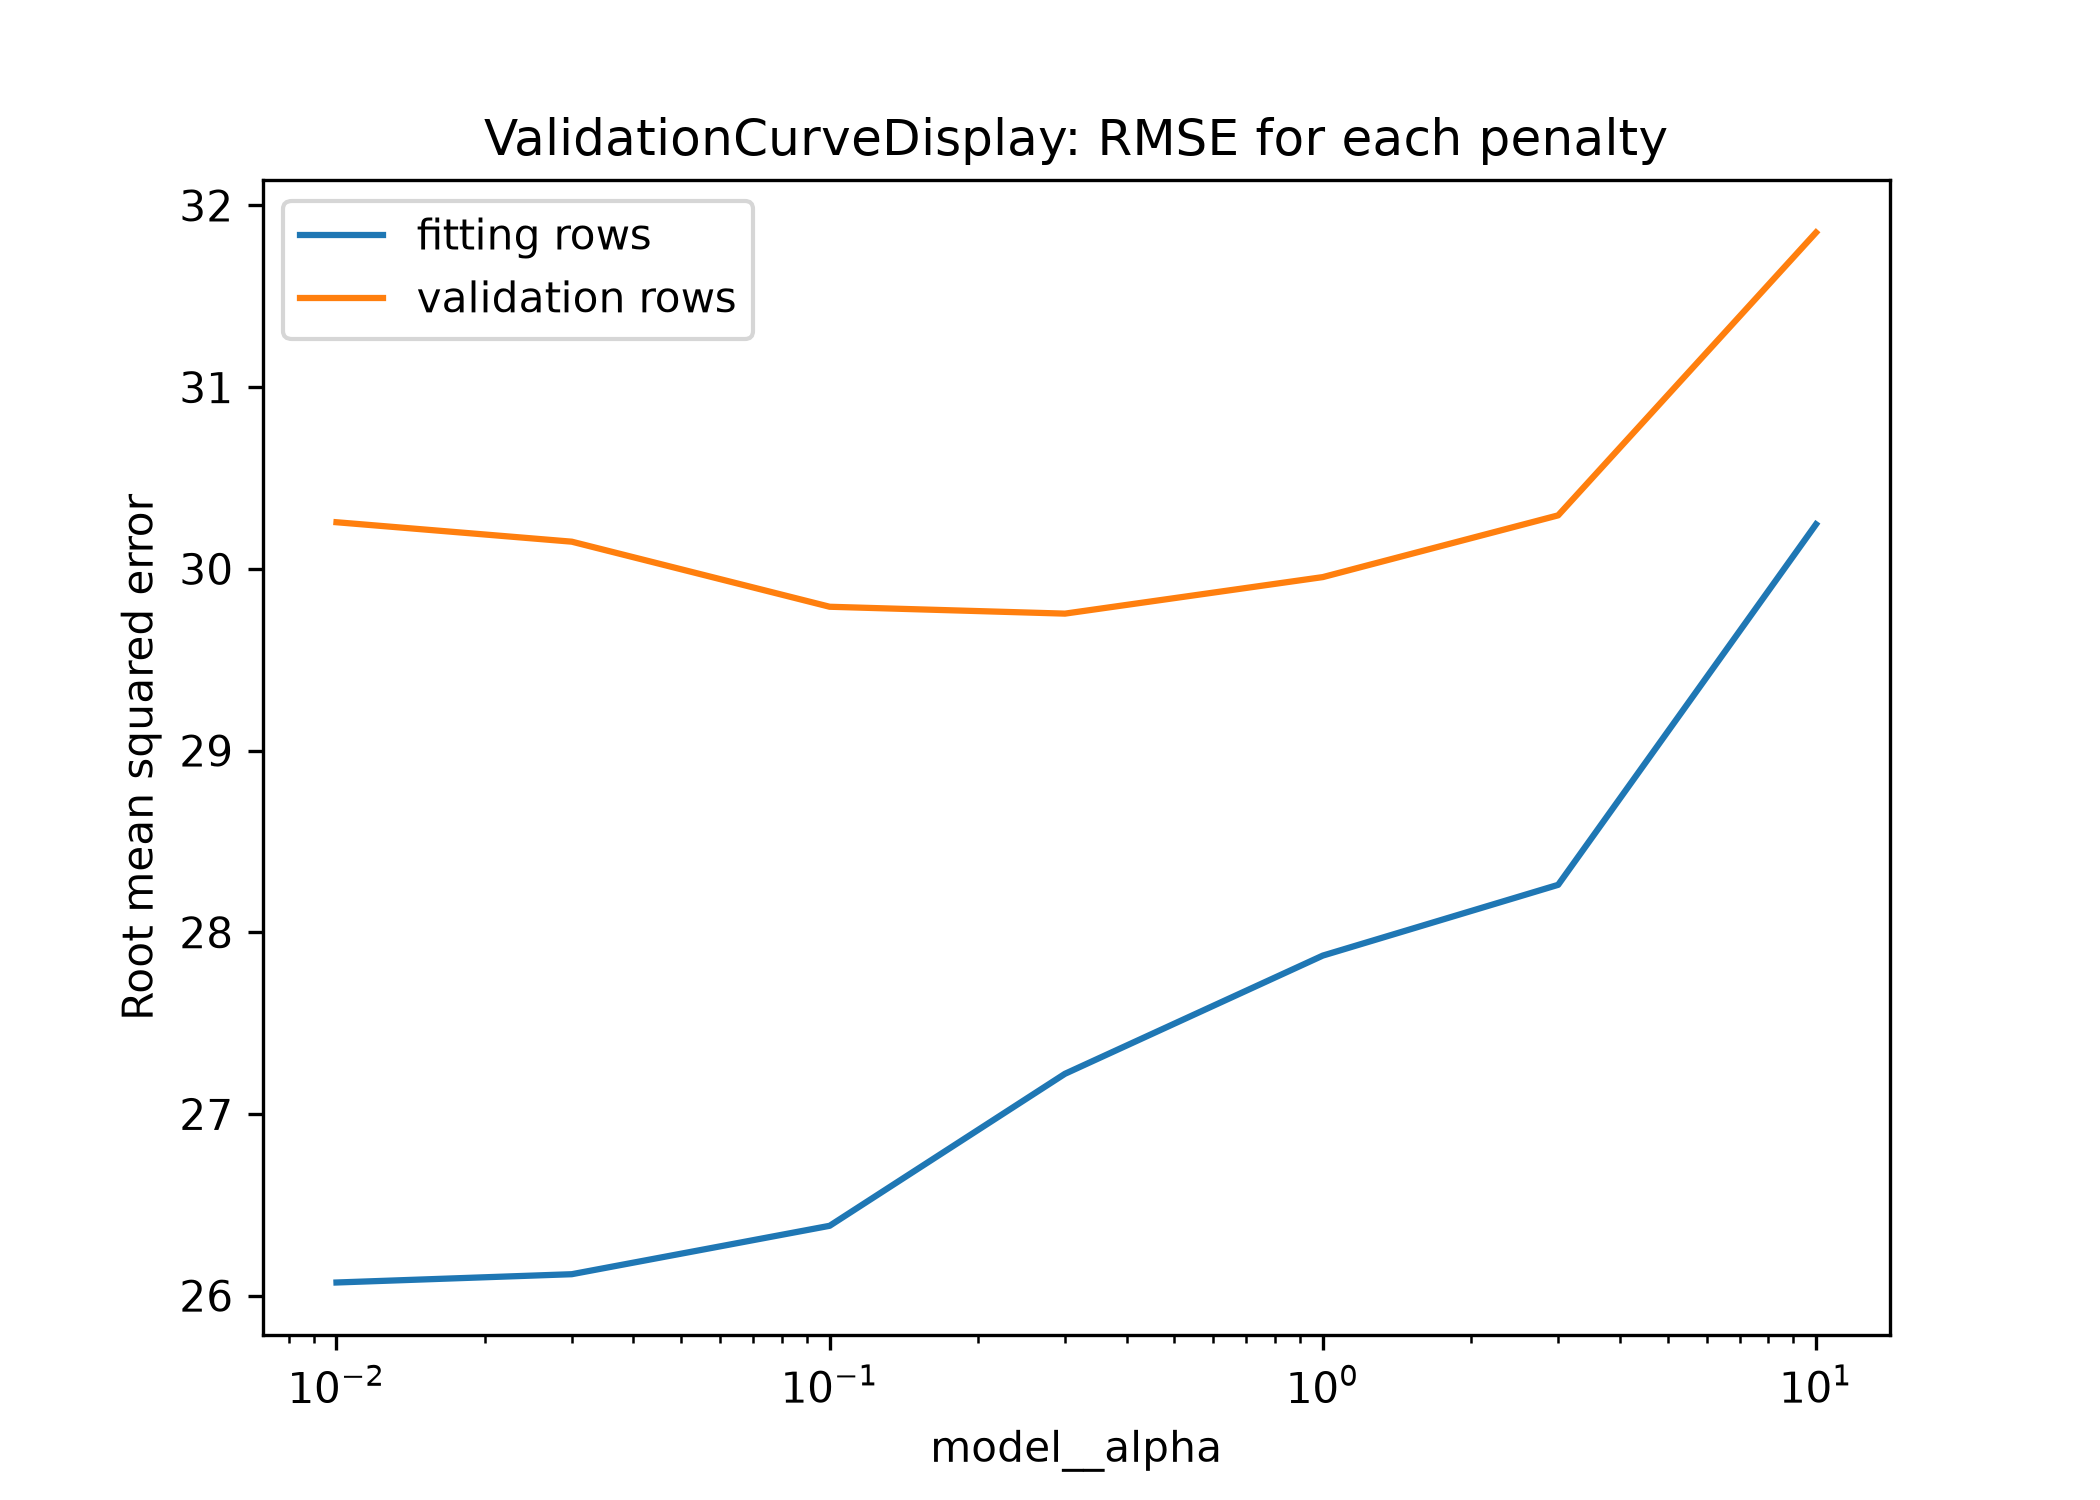 ValidationCurveDisplay: RMSE for each penalty
fitting rows
validation rows
Root mean squared error
32
31
30
29
28
27
26
10⁻²
10⁻¹
10⁰
10¹
model__alpha